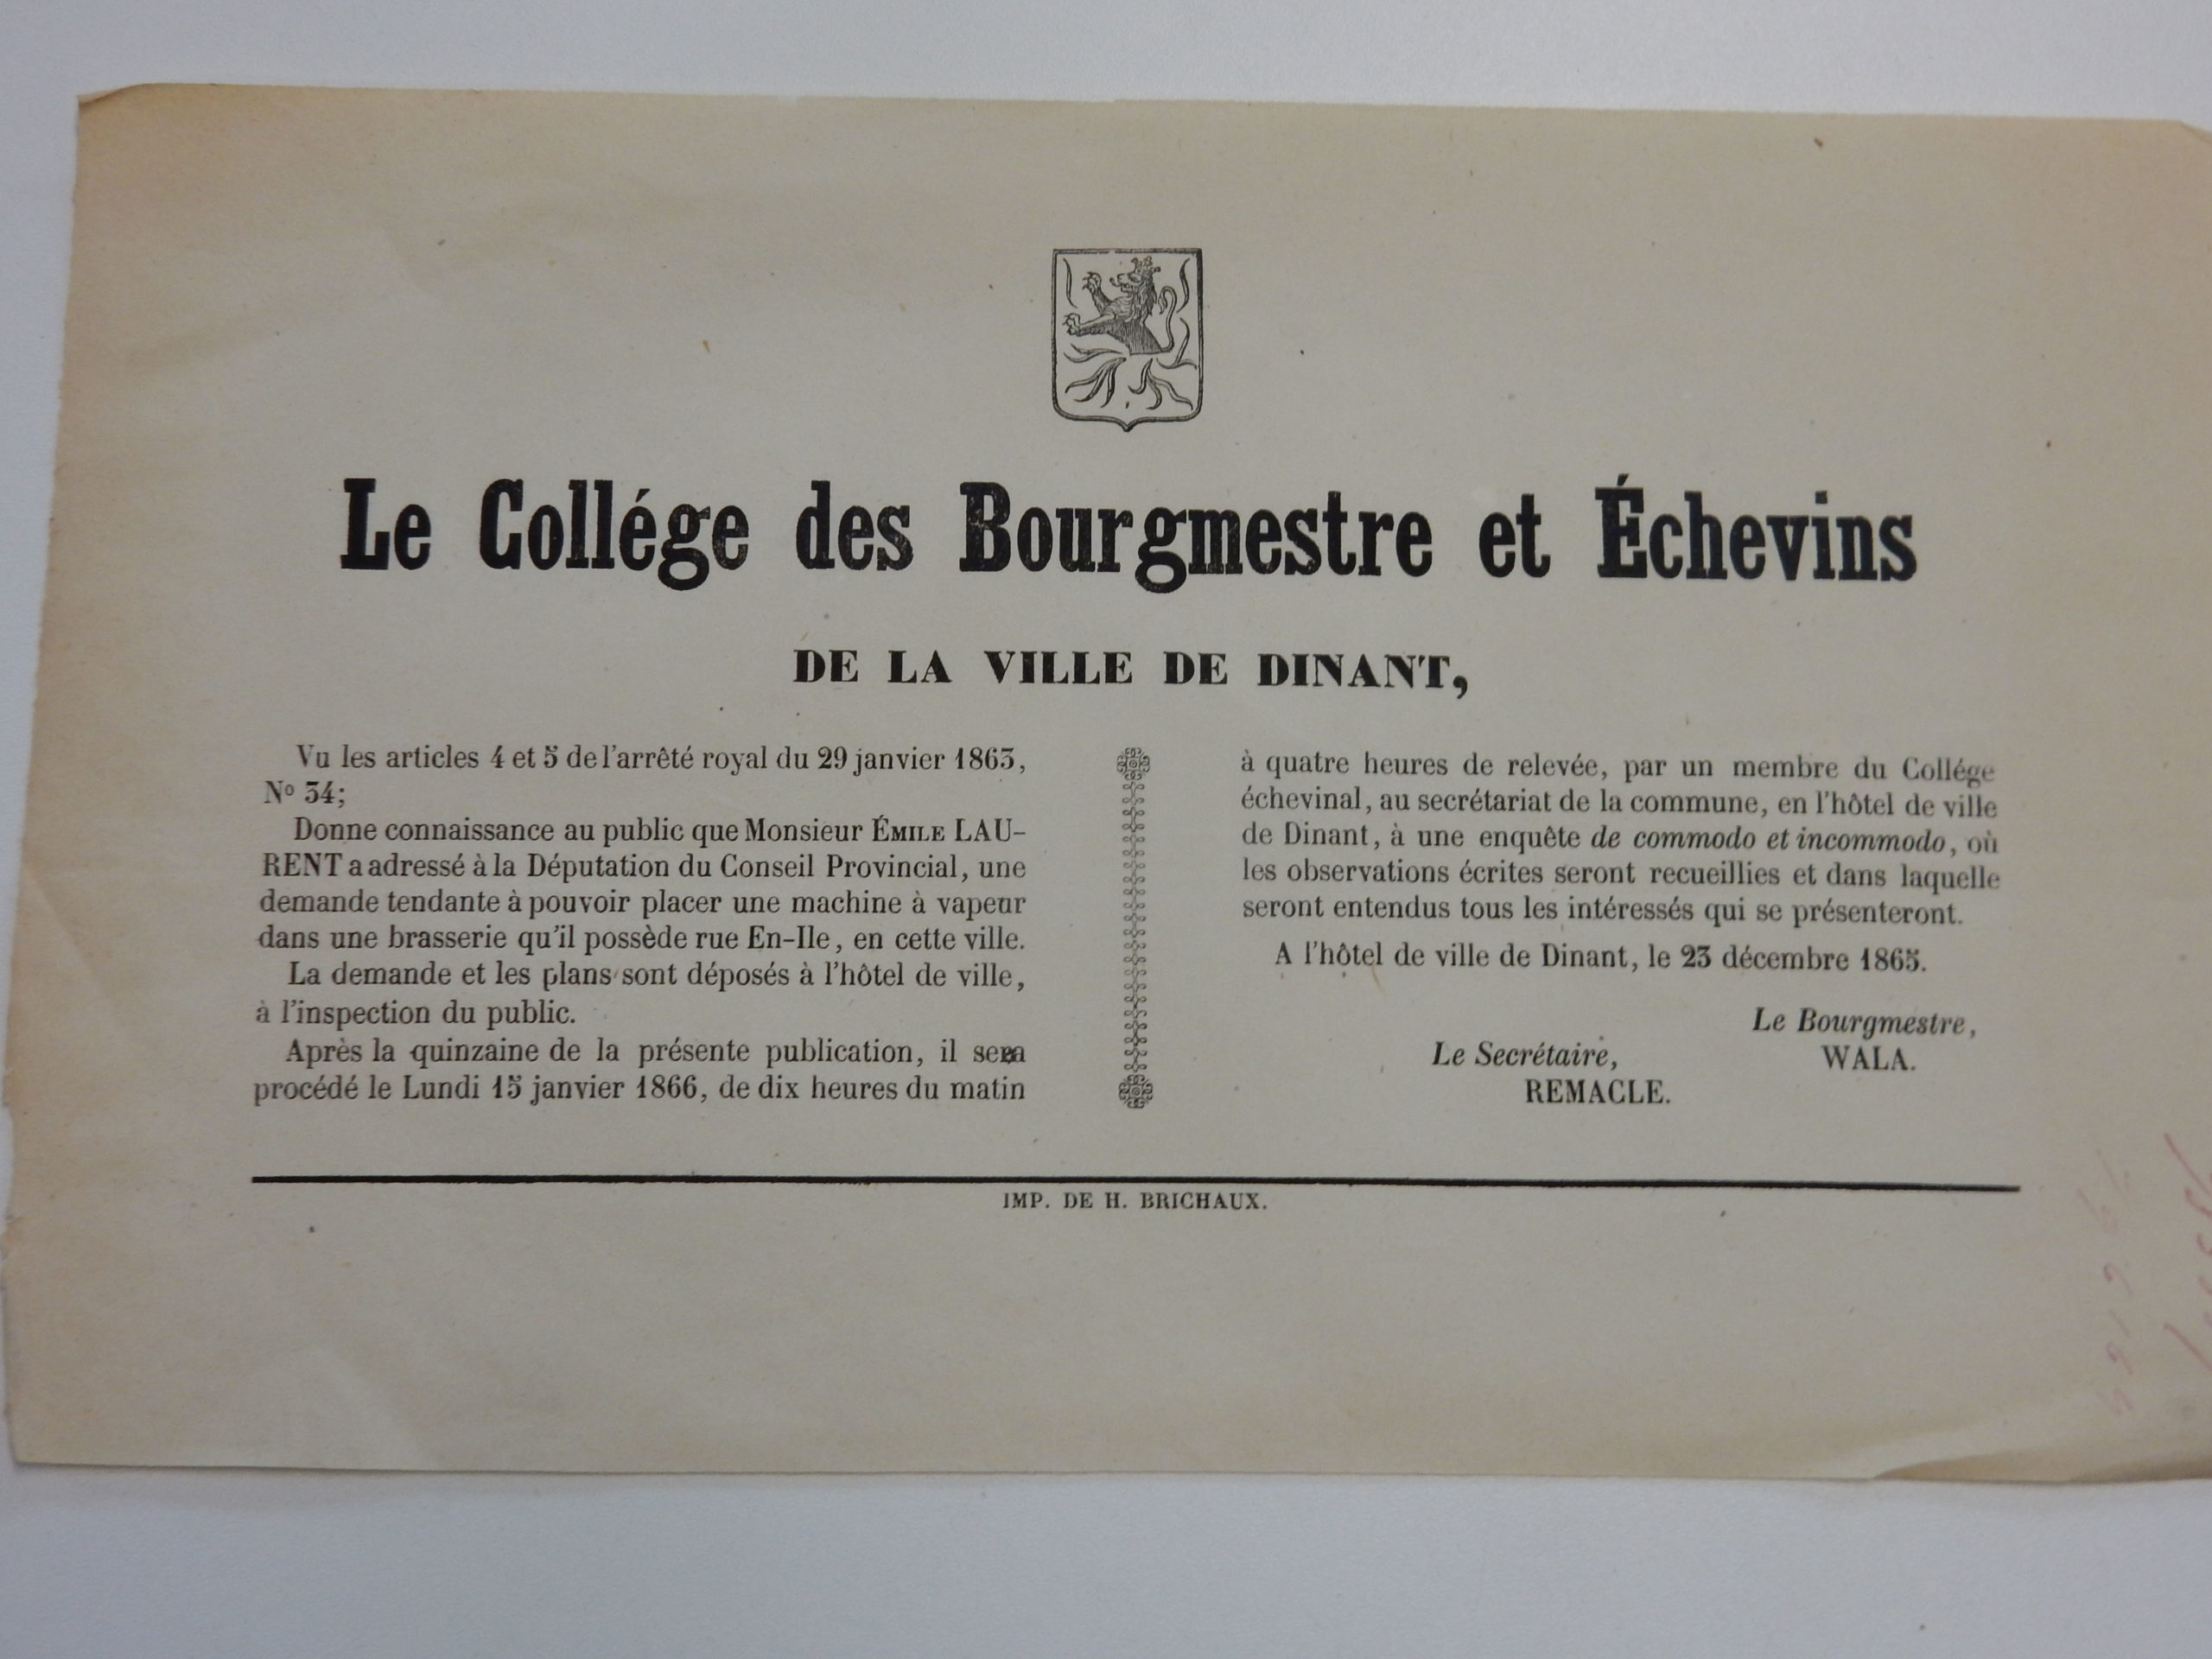 Le Collége des Bourgmestre et Échevins
DE LA VILLE DE DINANT,
Vu les articles 4 et 5 de l'arrêté royal du 29 janvier 1863,
Nº 34;
Donne connaissance au public que Monsieur ÉMILE LAU-
RENT a adressé à la Députation du Conseil Provincial, une
demande tendante à pouvoir placer une machine à vapeur
dans une brasserie qu'il possède rue En-Ile, en cette ville.
La demande et les plans sont déposés à l'hôtel de ville,
à l'inspection du public.
Après la quinzaine de la présente publication, il sera
procédé le Lundi 15 janvier 1866, de dix heures du matin
à quatre heures de relevée, par un membre du Collége
échevinal, au secrétariat de la commune, en l'hôtel de ville
de Dinant, à une enquête de commodo et incommodo, où
les observations écrites seront recueillies et dans laquelle
seront entendus tous les intéressés qui se présenteront.
A l'hôtel de ville de Dinant, le 23 décembre 1865.
Le Bourgmestre,
WALA.
Le Secrétaire,
REMACLE.
IMP. DE H. BRICHAUX.